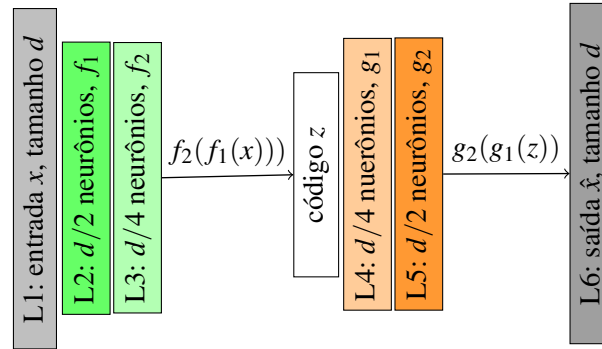 L1: entrada x, tamanho d
L2: d/2 neurônios, f₁
L3: d/4 neurônios, f₂
f₂(f₁(x)))
código z
L4: d/4 nuerônios, g₁
L5: d/2 neurônios, g₂
g₂(g₁(z))
L6: saída x̂, tamanho d